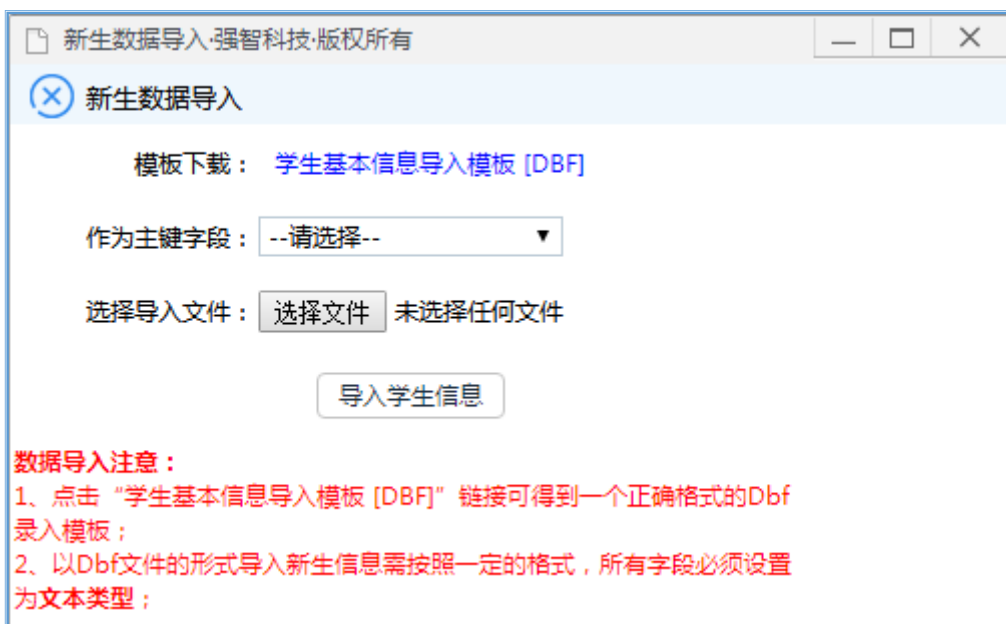 新生数据导入·强智科技·版权所有
新生数据导入
模板下载： 学生基本信息导入模板 [DBF]
作为主键字段： --请选择--
选择导入文件： 选择文件 未选择任何文件
导入学生信息
数据导入注意：
1、点击“学生基本信息导入模板 [DBF]”链接可得到一个正确格式的Dbf
录入模板；
2、以Dbf文件的形式导入新生信息需按照一定的格式，所有字段必须设置
为文本类型；